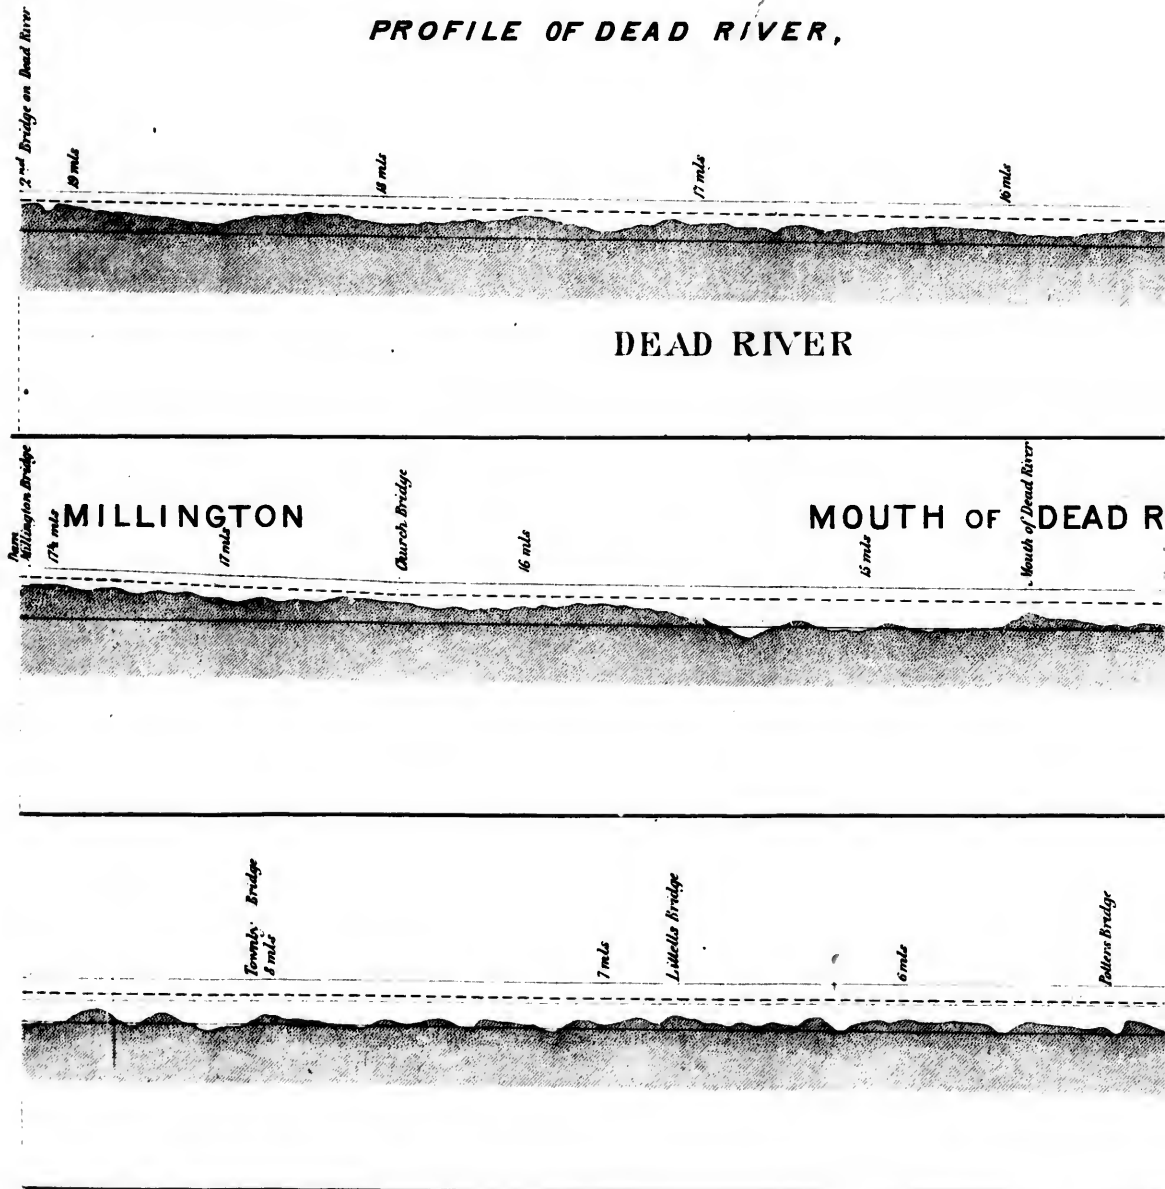 PROFILE OF DEAD RIVER,
2nd Bridge on Dead River
19 mls
18 mls
17 mls
16 mls
DEAD RIVER
Dam
Millington Bridge
17½ mls
MILLINGTON
17 mls
Church Bridge
16 mls
MOUTH OF DEAD R
15 mls
Mouth of Dead River
Bridge
8 mls
7 mls
Littells Bridge
6 mls
Bridge